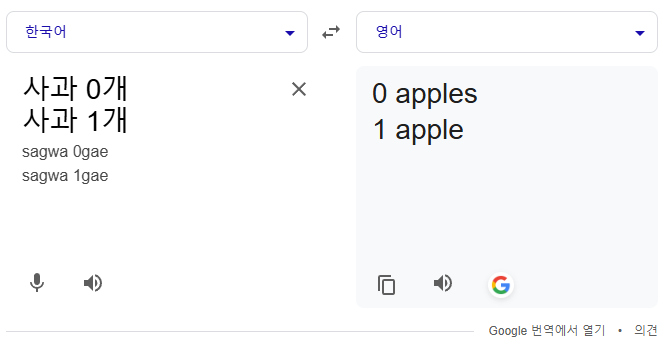 한국어
영어
사과 0개
사과 1개
sagwa 0gae
sagwa 1gae
0 apples
1 apple
Google 번역에서 열기 • 의견